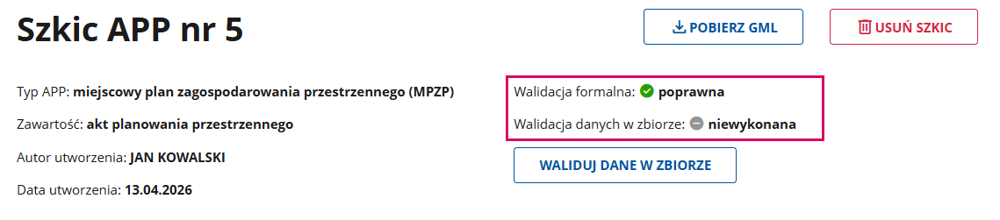 Szkic APP nr 5
POBIERZ GML
USUŃ SZKIC
Typ APP: miejscowy plan zagospodarowania przestrzennego (MPZP)
Zawartość: akt planowania przestrzennego
Autor utworzenia: JAN KOWALSKI
Data utworzenia: 13.04.2026
Walidacja formalna: poprawna
Walidacja danych w zbiorze: niewykonana
WALIDUJ DANE W ZBIORZE